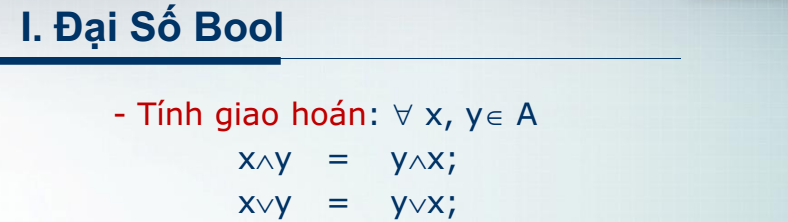 I. Đại Số Bool
- Tính giao hoán: ∀ x, y∈ A
x∧y = y∧x;
x∨y = y∨x;